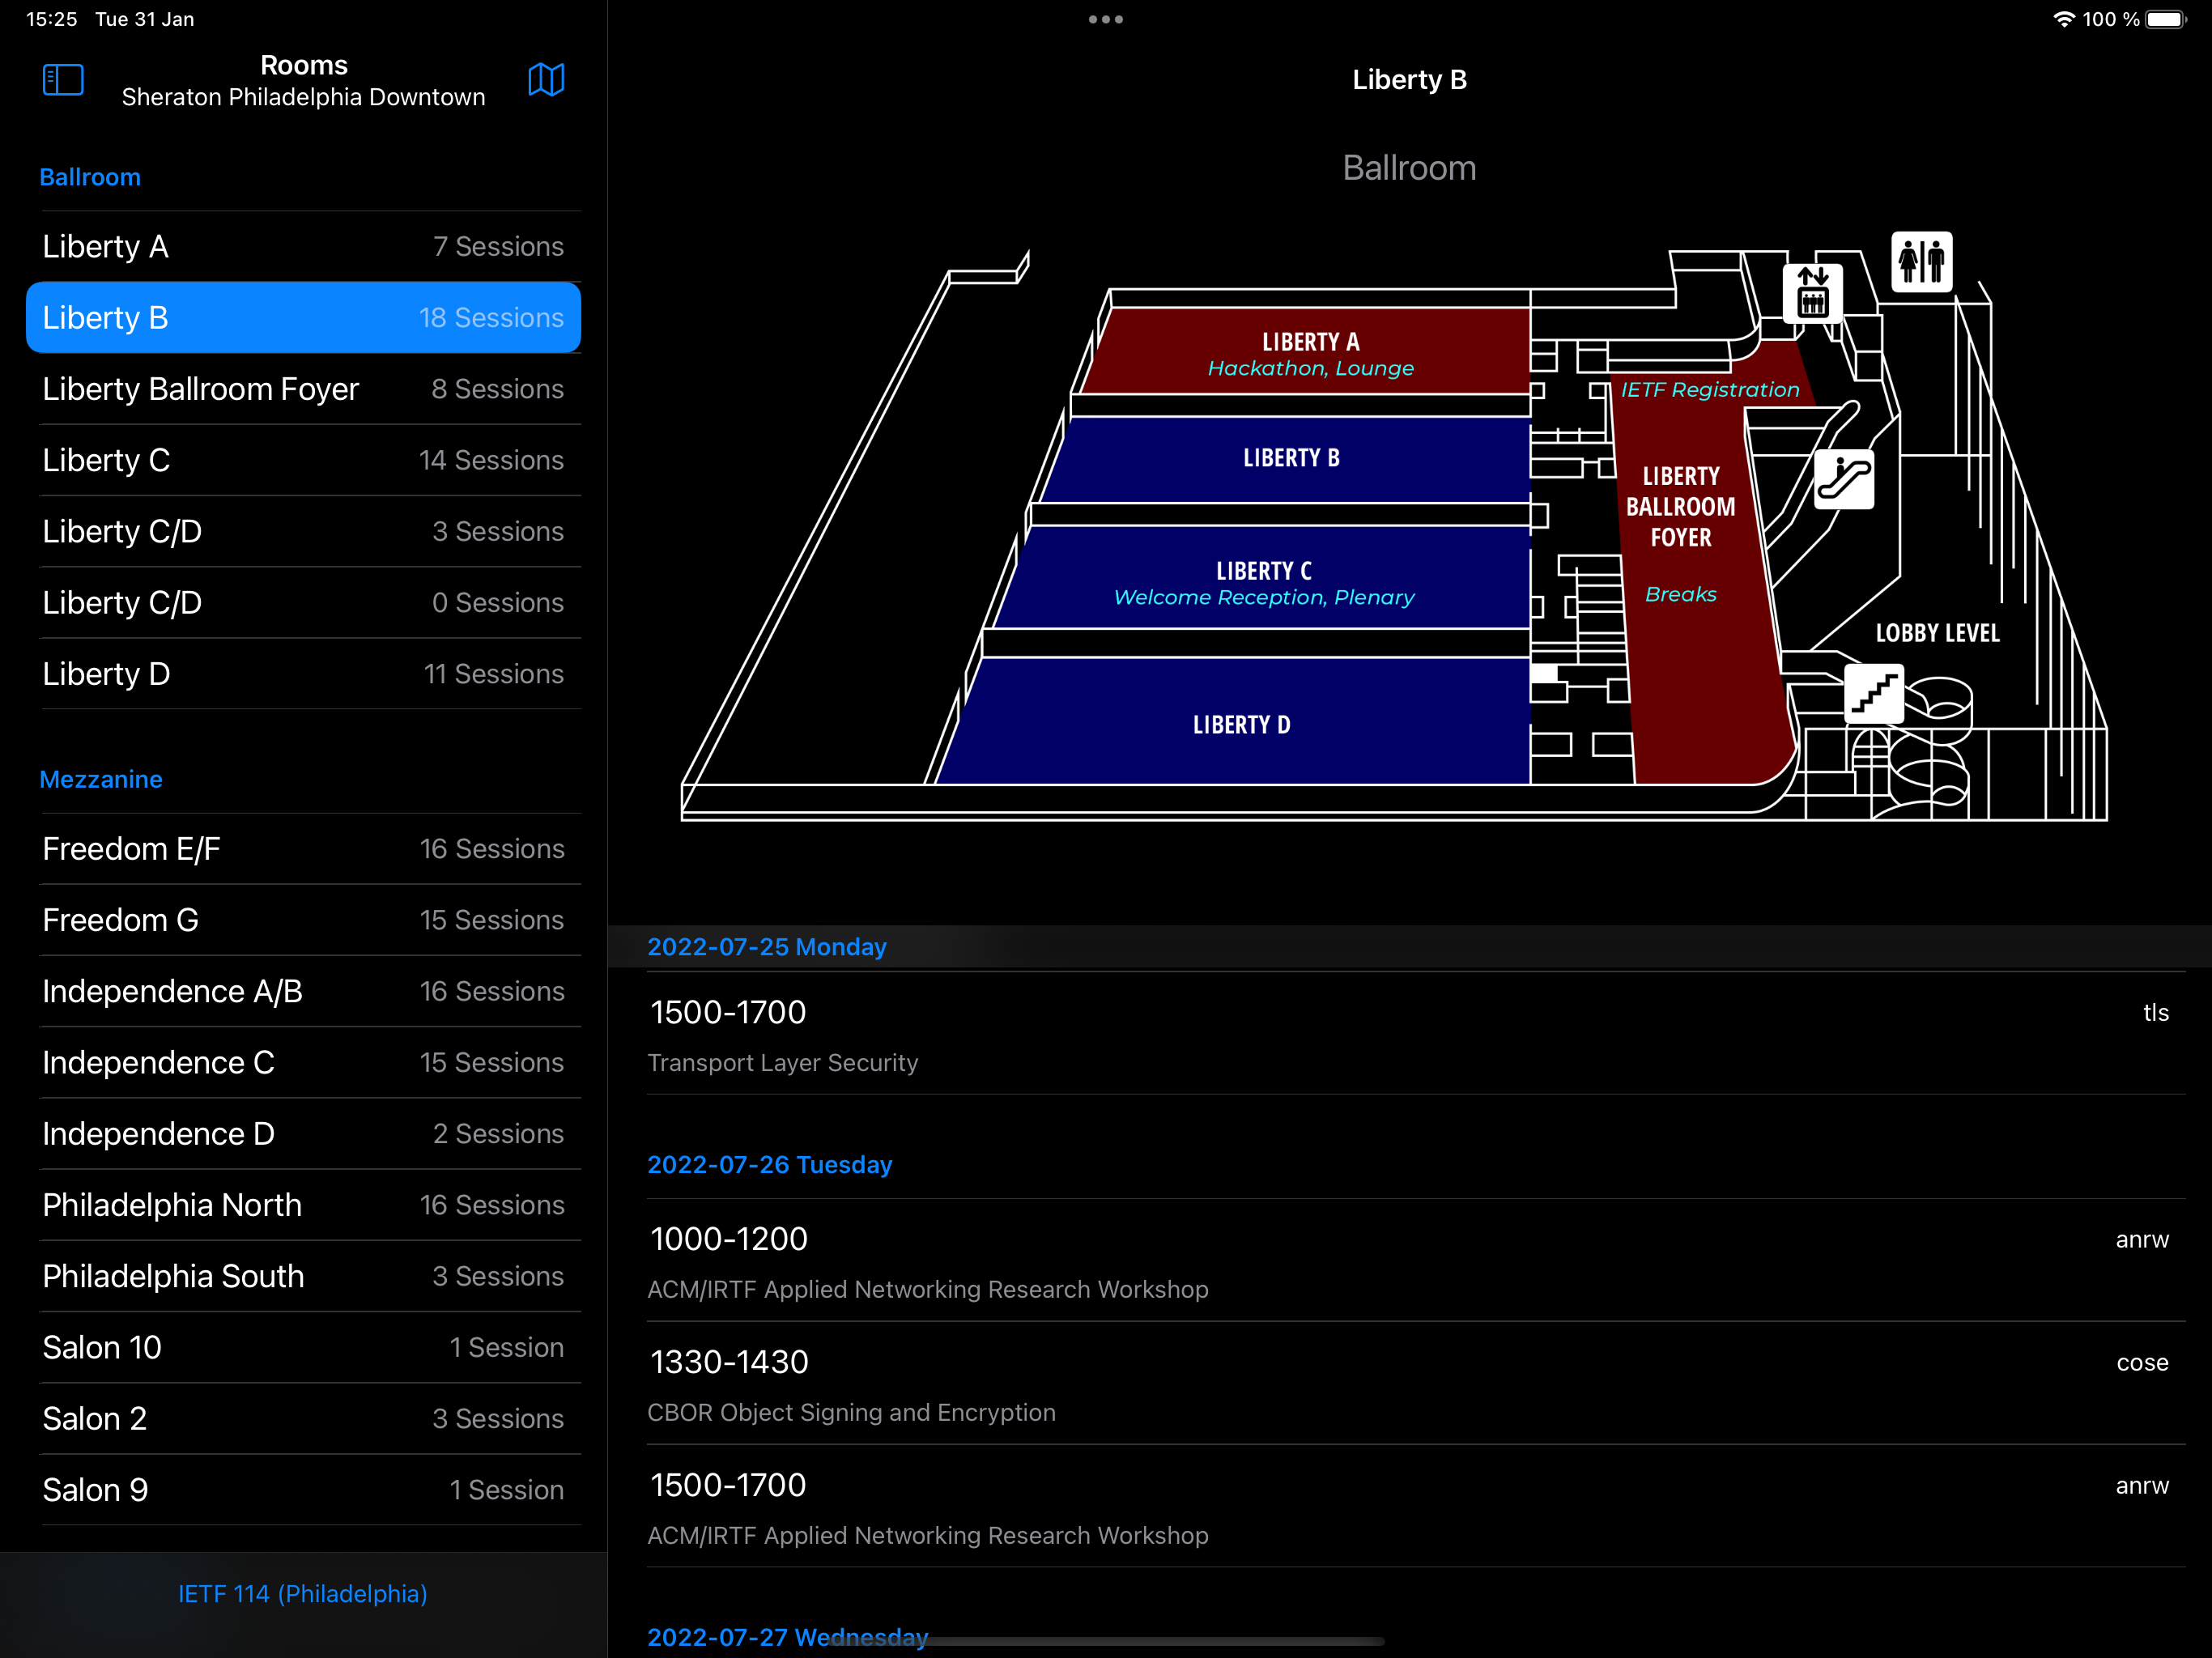 15:25 Tue 31 Jan
100 %
Rooms
Sheraton Philadelphia Downtown
Ballroom
Liberty A 7 Sessions
Liberty B 18 Sessions
Liberty Ballroom Foyer 8 Sessions
Liberty C 14 Sessions
Liberty C/D 3 Sessions
Liberty C/D 0 Sessions
Liberty D 11 Sessions
Mezzanine
Freedom E/F 16 Sessions
Freedom G 15 Sessions
Independence A/B 16 Sessions
Independence C 15 Sessions
Independence D 2 Sessions
Philadelphia North 16 Sessions
Philadelphia South 3 Sessions
Salon 10 1 Session
Salon 2 3 Sessions
Salon 9 1 Session
IETF 114 (Philadelphia)
Liberty B
Ballroom
LIBERTY A
Hackathon, Lounge
IETF Registration
LIBERTY B
LIBERTY
BALLROOM
FOYER
Breaks
LIBERTY C
Welcome Reception, Plenary
LOBBY LEVEL
LIBERTY D
2022-07-25 Monday
1500-1700 tls
Transport Layer Security
2022-07-26 Tuesday
1000-1200 anrw
ACM/IRTF Applied Networking Research Workshop
1330-1430 cose
CBOR Object Signing and Encryption
1500-1700 anrw
ACM/IRTF Applied Networking Research Workshop
2022-07-27 Wednesday